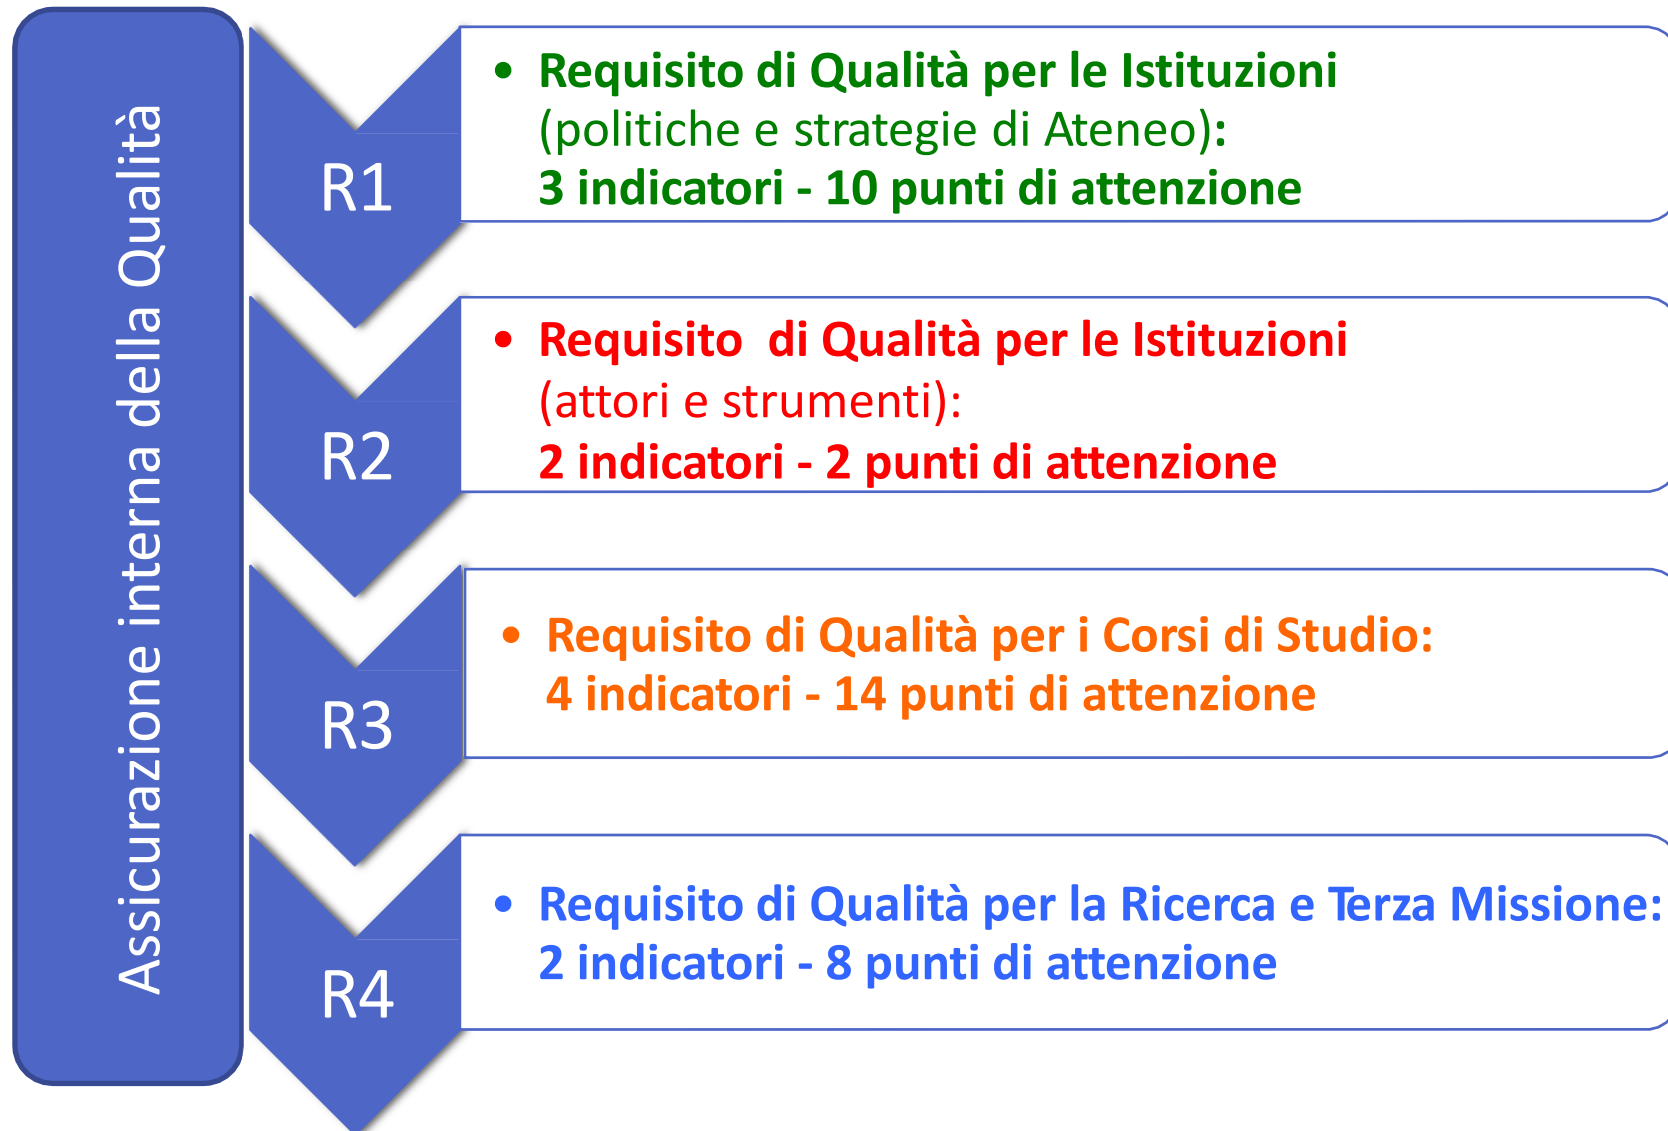 Assicurazione interna della Qualità
R1
• Requisito di Qualità per le Istituzioni
(politiche e strategie di Ateneo):
3 indicatori - 10 punti di attenzione
R2
• Requisito di Qualità per le Istituzioni
(attori e strumenti):
2 indicatori - 2 punti di attenzione
R3
• Requisito di Qualità per i Corsi di Studio:
4 indicatori - 14 punti di attenzione
R4
• Requisito di Qualità per la Ricerca e Terza Missione:
2 indicatori - 8 punti di attenzione